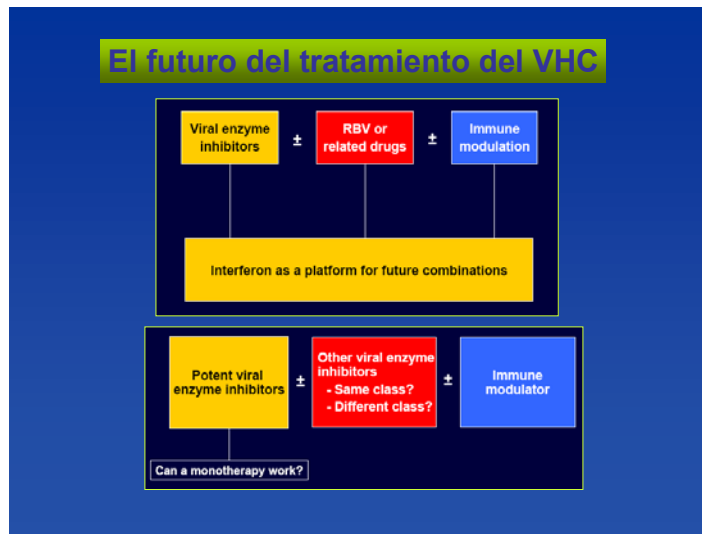 El futuro del tratamiento del VHC
Viral enzyme
inhibitors
±
RBV or
related drugs
±
Immune
modulation
Interferon as a platform for future combinations
Potent viral
enzyme inhibitors
±
Other viral enzyme
inhibitors
- Same class?
- Different class?
±
Immune
modulator
Can a monotherapy work?